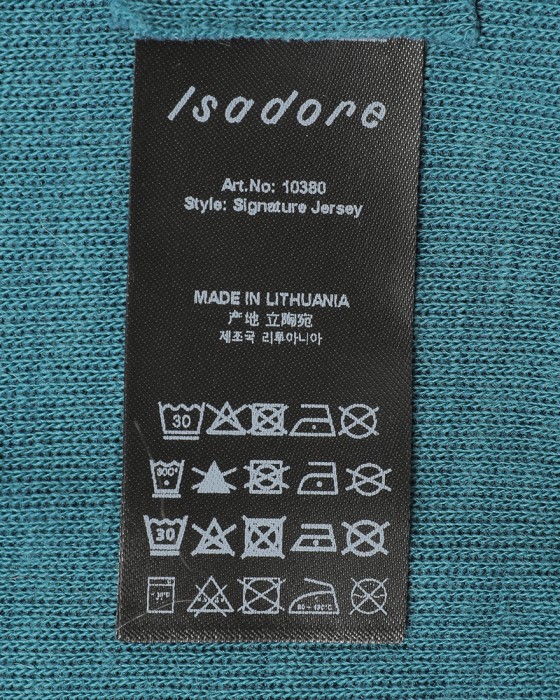 Isadore
Art.No: 10380
Style: Signature Jersey
MADE IN LITHUANIA
产地 立陶宛
제조국 리투아니아
30
30